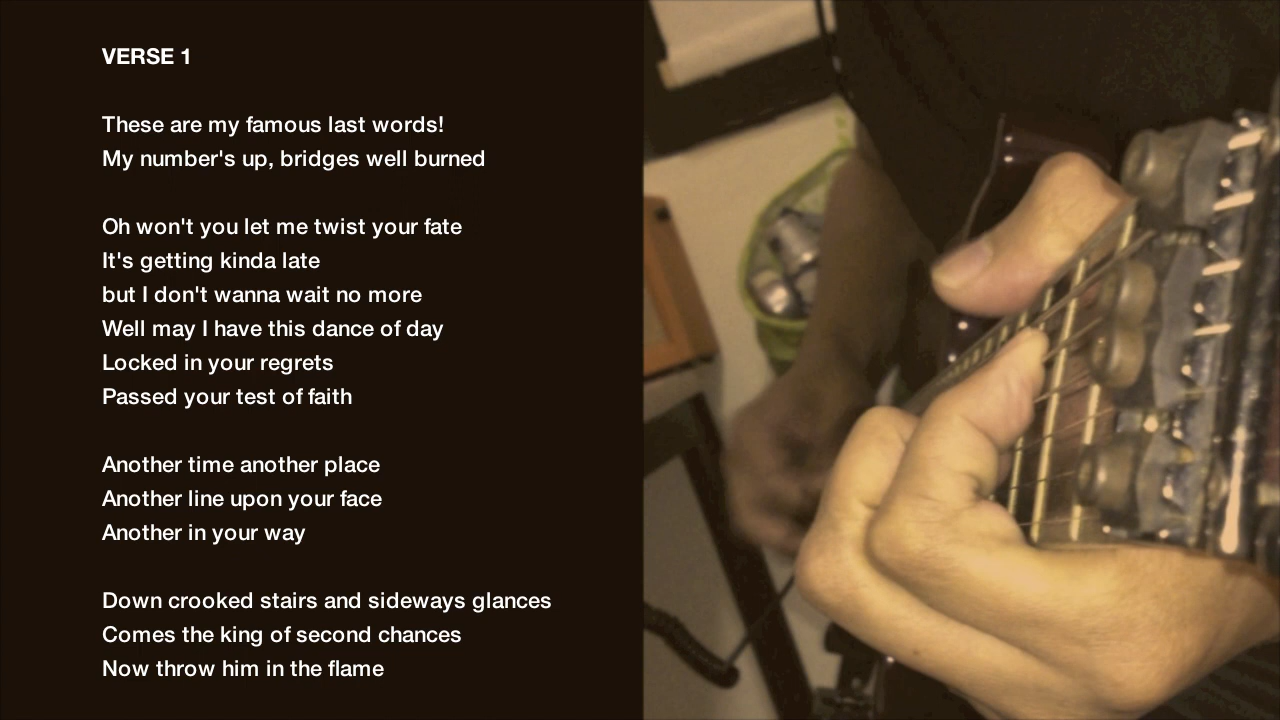 VERSE 1
These are my famous last words!
My number's up, bridges well burned
Oh won't you let me twist your fate
It's getting kinda late
but I don't wanna wait no more
Well may I have this dance of day
Locked in your regrets
Passed your test of faith
Another time another place
Another line upon your face
Another in your way
Down crooked stairs and sideways glances
Comes the king of second chances
Now throw him in the flame